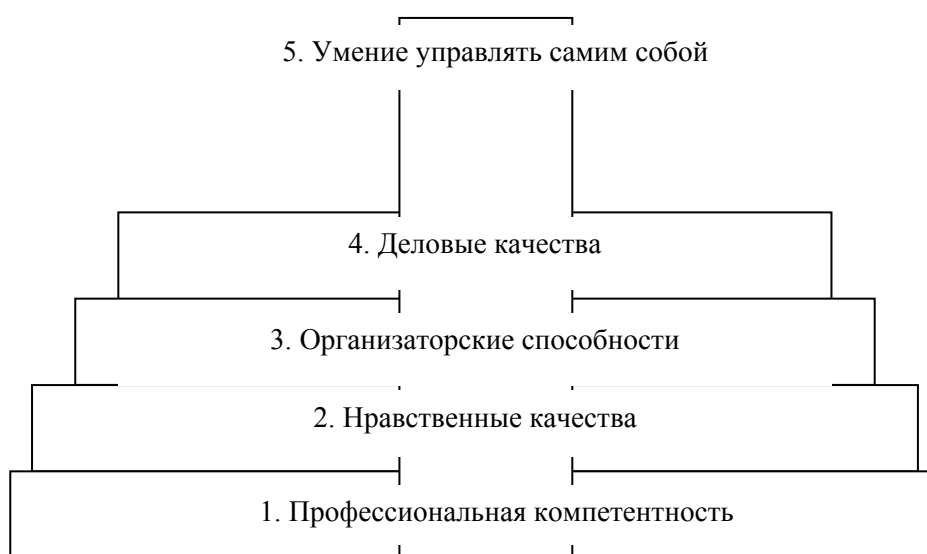 5. Умение управлять самим собой
4. Деловые качества
3. Организаторские способности
2. Нравственные качества
1. Профессиональная компетентность